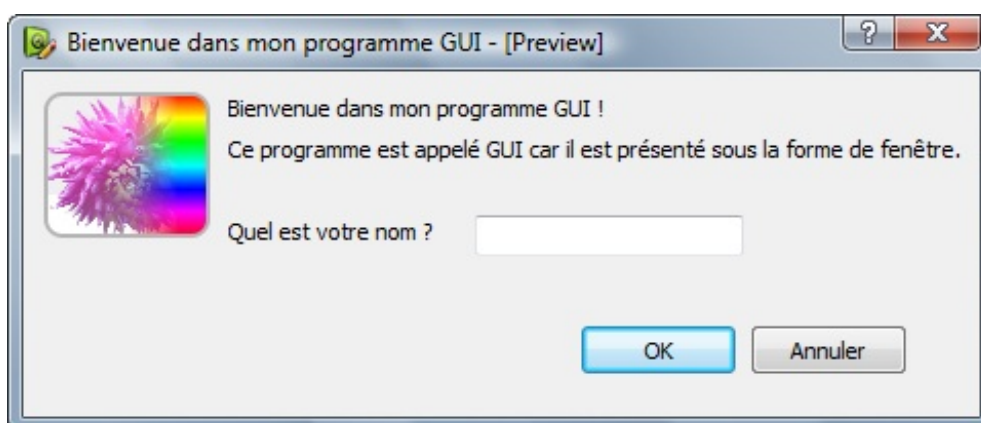 Bienvenue dans mon programme GUI - [Preview]
Bienvenue dans mon programme GUI !
Ce programme est appelé GUI car il est présenté sous la forme de fenêtre.
Quel est votre nom ?
OK
Annuler